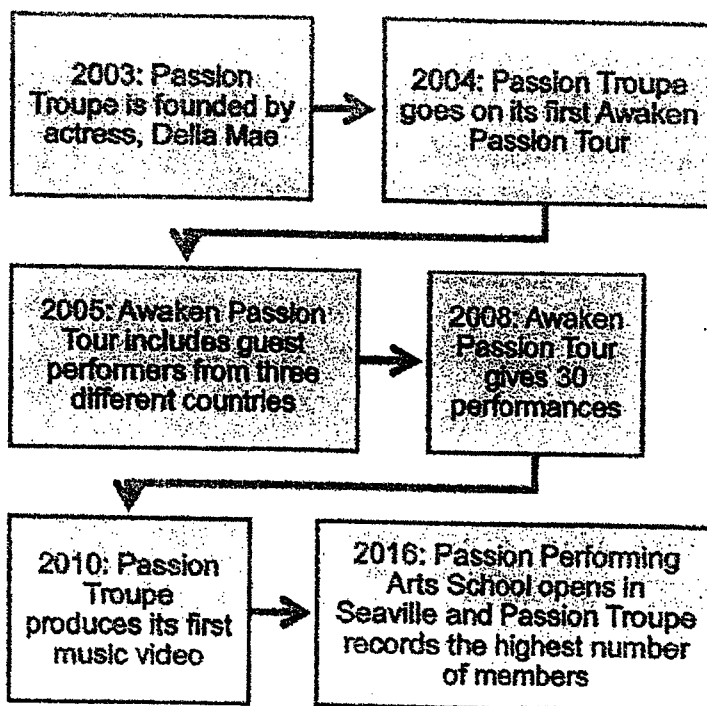 2003: Passion
Troupe is founded by
actress, Della Mae
2004: Passion Troupe
goes on its first Awaken
Passion Tour
2005: Awaken Passion
Tour includes guest
performers from three
different countries
2008: Awaken
Passion Tour
gives 30
performances
2010: Passion
Troupe
produces its first
music video
2016: Passion Performing
Arts School opens in
Seaville and Passion Troupe
records the highest number
of members